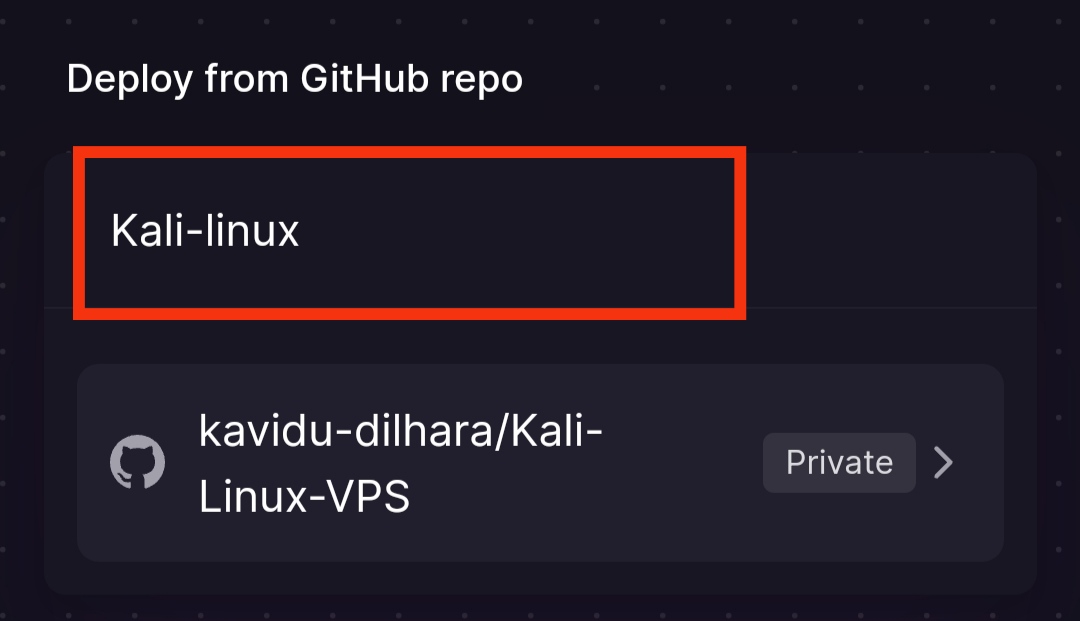 Deploy from GitHub repo
Kali-linux
kavidu-dilhara/Kali-
Linux-VPS
Private